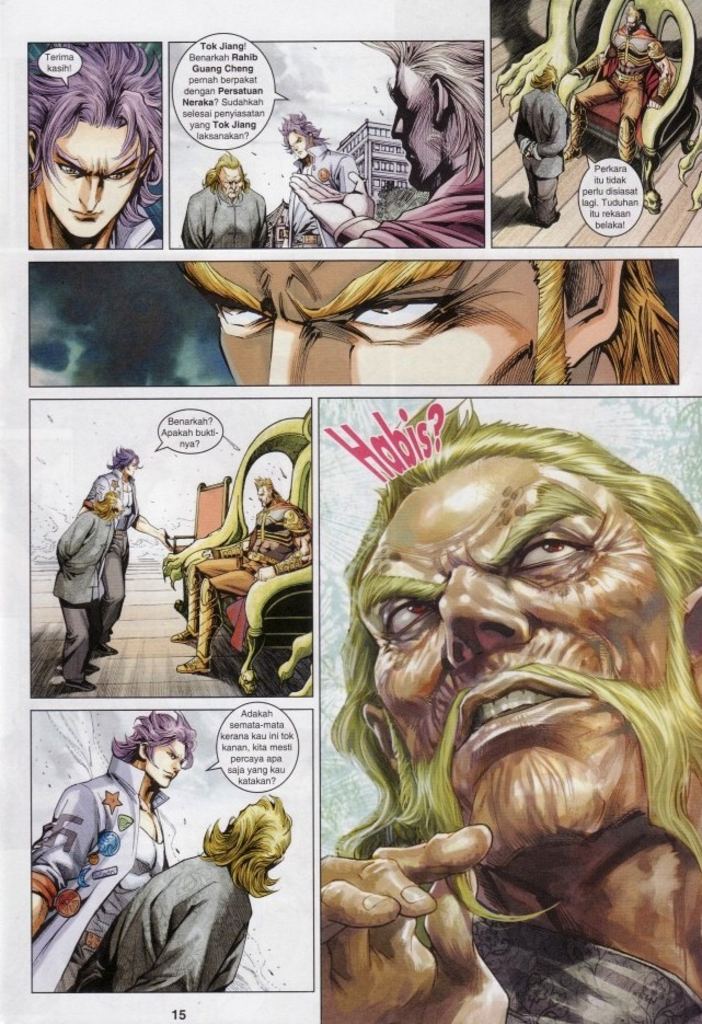 Terima
kasih!
Tok Jiang!
Benarkah Rahib
Guang Cheng
pernah berpakat
dengan Persatuan
Neraka? Sudahkah
selesai penyiasatan
yang Tok Jiang
laksanakan?
Perkara
itu tidak
perlu disiasat.
Tuduhan
itu rekaan
belaka!
Benarkah?
Apakah bukti-
nya?
Habis?
Adakah
semata-mata
kerana kau ini tok
kanan, kita mesti
percaya apa
saja yang kau
katakan?
15